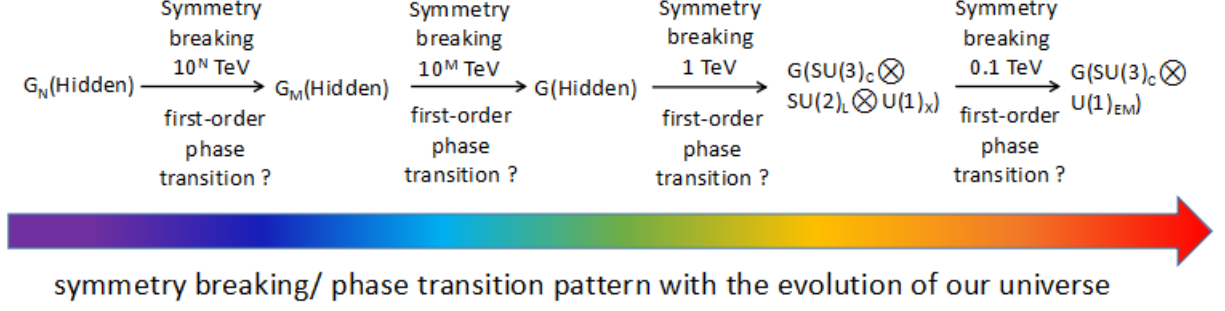 Symmetry breaking 10^N TeV
Symmetry breaking 10^M TeV
Symmetry breaking 1 TeV
Symmetry breaking 0.1 TeV
G_N(Hidden)
G_M(Hidden)
G(Hidden)
G(SU(3)_C⊗
SU(2)_L⊗U(1)_X)
G(SU(3)_C⊗
U(1)_EM)
first-order
phase
transition ?
first-order
phase
transition ?
first-order
phase
transition ?
first-order
phase
transition ?
symmetry breaking/ phase transition pattern with the evolution of our universe